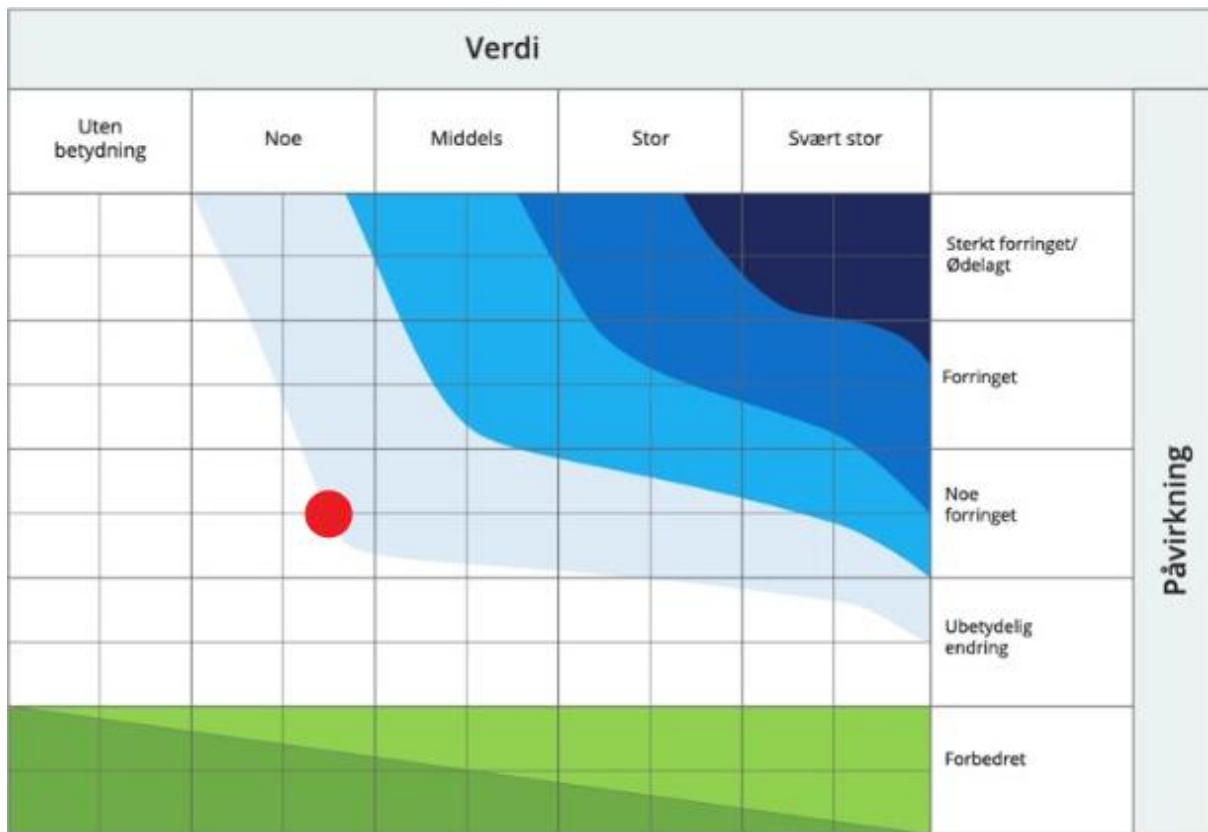 Verdi
Uten
betydning
Noe
Middels
Stor
Svært stor
Sterkt forringet/
Ødelagt
Forringet
Noe
forringet
Ubetydelig
endring
Forbedret
Påvirkning